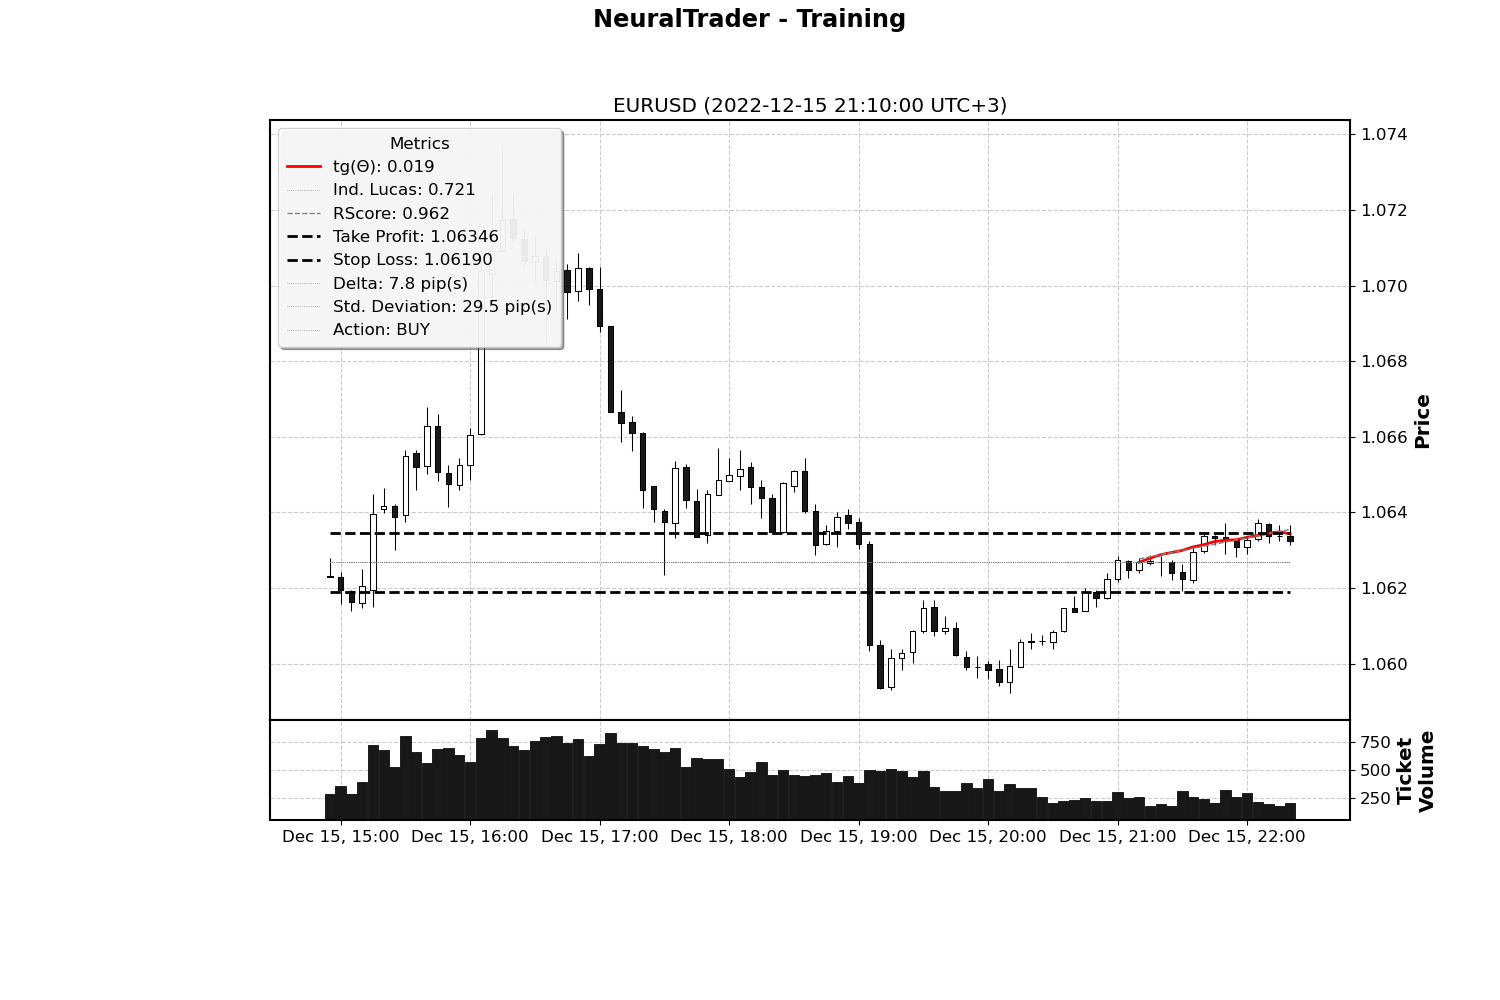 NeuralTrader - Training
EURUSD (2022-12-15 21:10:00 UTC+3)
Metrics
tg(Θ): 0.019
Ind. Lucas: 0.721
RScore: 0.962
Take Profit: 1.06346
Stop Loss: 1.06190
Delta: 7.8 pip(s)
Std. Deviation: 29.5 pip(s)
Action: BUY
1.074
1.072
1.070
1.068
1.066
1.064
1.062
1.060
Price
750
500
250
Ticket
Volume
Dec 15, 15:00 Dec 15, 16:00 Dec 15, 17:00 Dec 15, 18:00 Dec 15, 19:00 Dec 15, 20:00 Dec 15, 21:00 Dec 15, 22:00